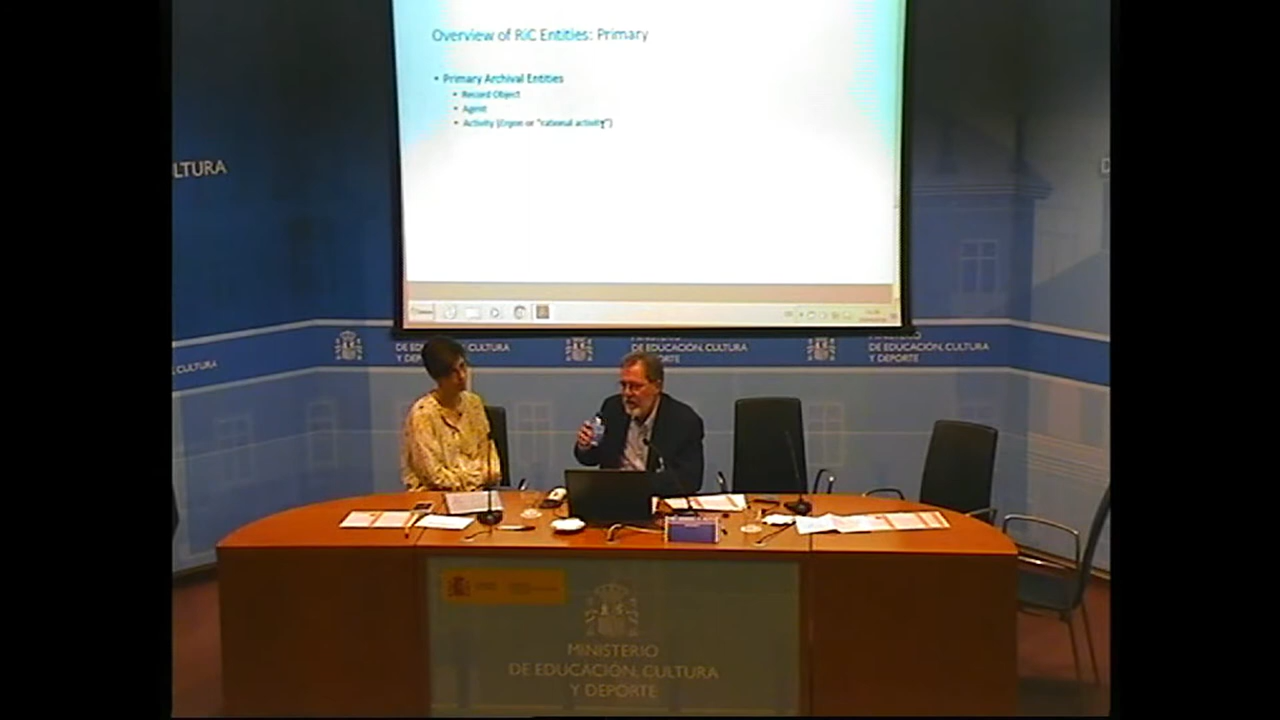 Overview of RiC Entities: Primary
• Primary Archival Entities
• Record Object
• Agent
• Activity (Ergon or "rational activity")
LTURA
DE EDUCACIÓN, CULTURA
Y DEPORTE
DE EDUCACIÓN, CULTURA
DEPORTE
DE EDUCACIÓN, CULTURA
Y DEPORTE
CULTURA
MINISTERIO
DE EDUCACIÓN, CULTURA
Y DEPORTE